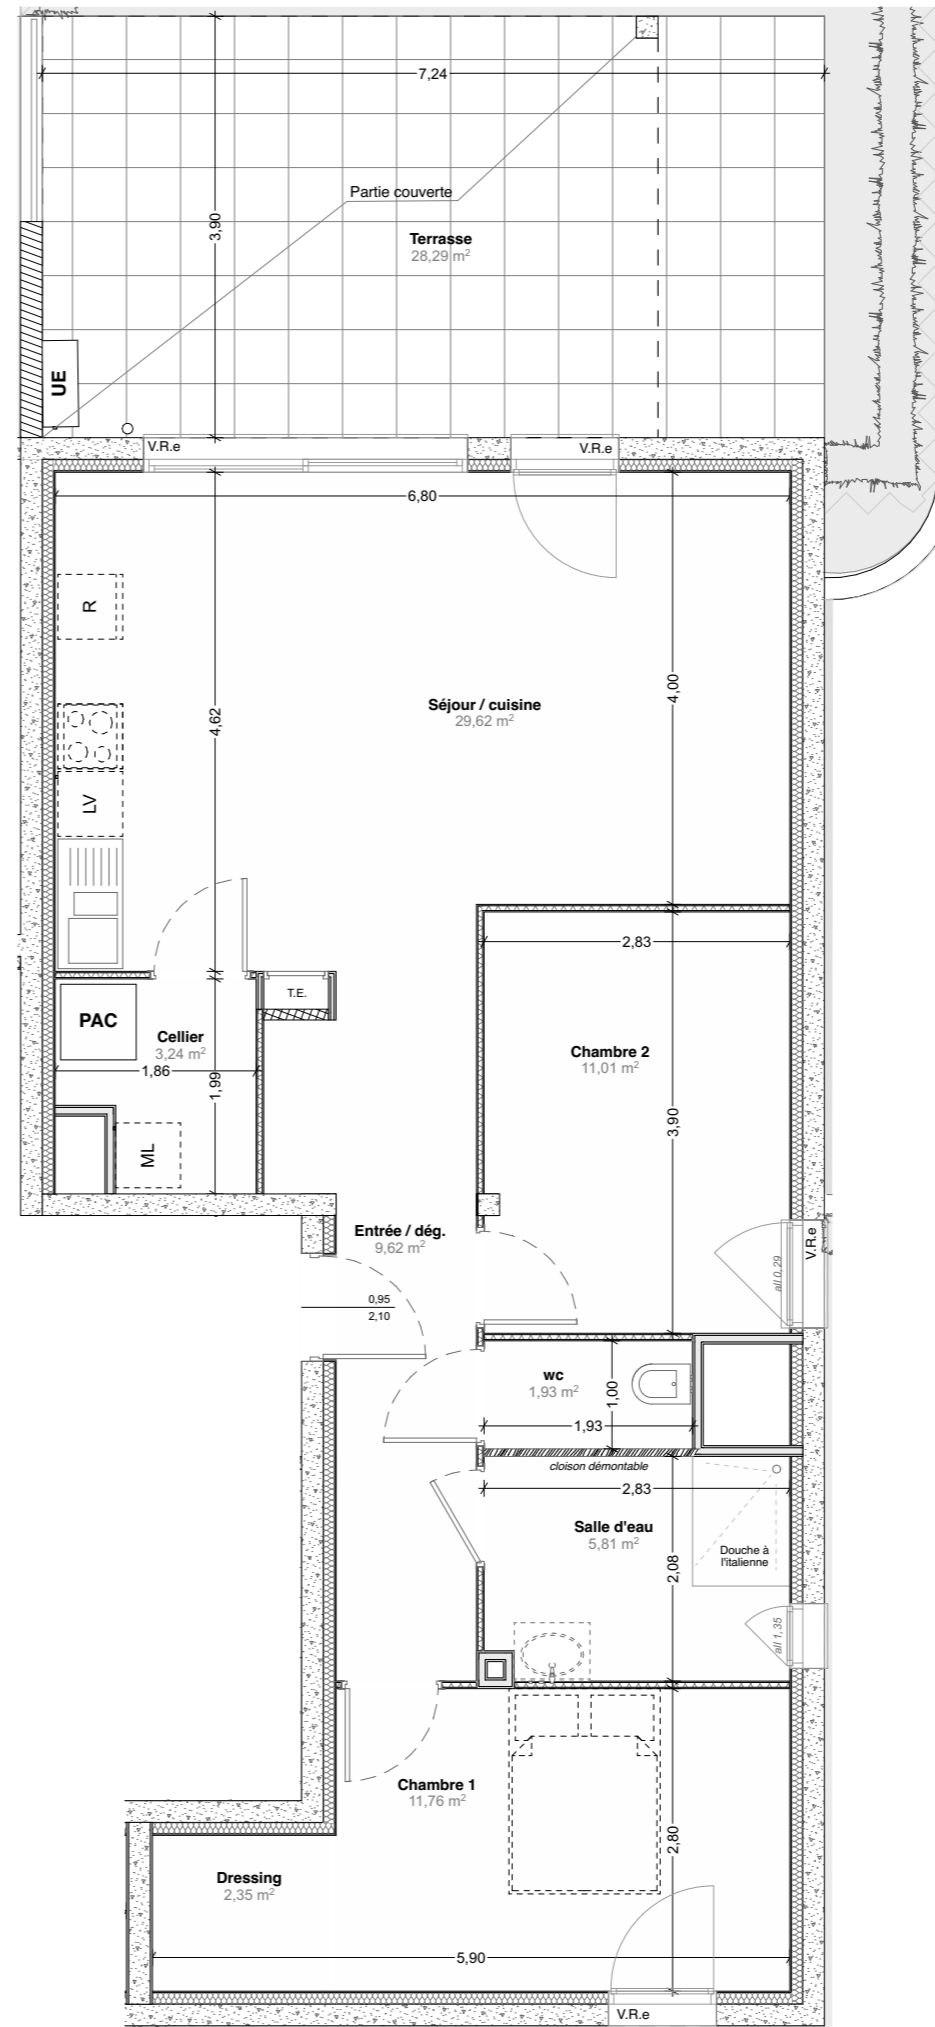 7,24
Partie couverte
3,90
Terrasse
28,29 m²
UE
V.R.e
V.R.e
6,80
R
4,62
4,00
Séjour / cuisine
29,62 m²
LV
2,83
T.E.
PAC
Cellier
3,24 m²
1,86
1,99
Chambre 2
11,01 m²
3,90
ML
Entrée / dég.
9,62 m²
V.R.e
all 0,29
0,95
2,10
wc
1,93 m²
1,00
1,93
cloison démontable
2,83
Salle d'eau
5,81 m²
2,08
Douche à
l'italienne
all 1,35
Chambre 1
11,76 m²
2,80
Dressing
2,35 m²
5,90
V.R.e